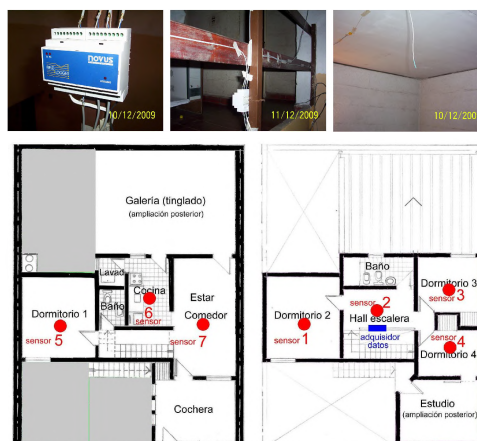 novus
10/12/2009
11/12/2009
10/12/2009
Galería (tinglado)
(ampliación posterior)
Lavad.
Cocina
6
sensor
Baño
Dormitorio 1
sensor 5
Estar
Comedor
sensor 7
Cochera
Baño
Dormitorio 3
sensor 3
sensor 2
Hall escalera
Dormitorio 2
sensor 1
adquisidor
datos
sensor 4
Dormitorio 4
Estudio
(ampliación posterior)